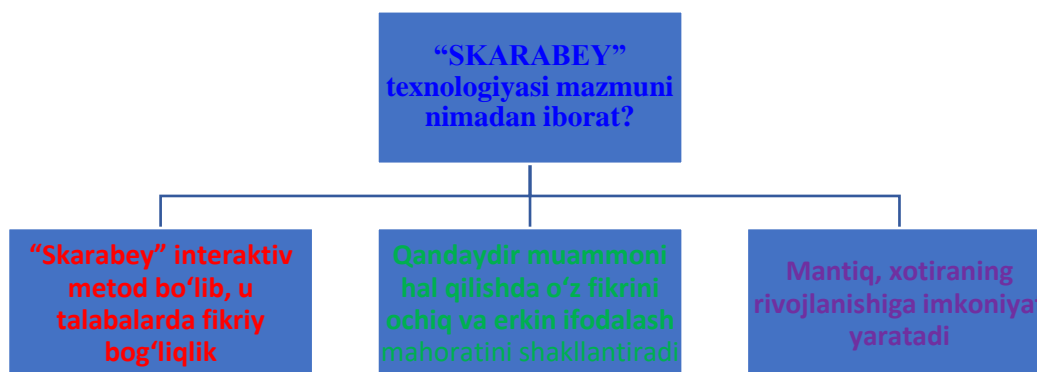 “SKARABEY”
texnologiyasi mazmuni
nimadan iborat?
“Skarabey” interaktiv
metod bo‘lib, u
talabalarda fikriy
bog‘liqlik
Qandaydir muammoni
hal qilishda o‘z fikrini
ochiq va erkin ifodalash
mahoratini shakllantiradi
Mantiq, xotiraning
rivojlanishiga imkoniyat
yaratadi